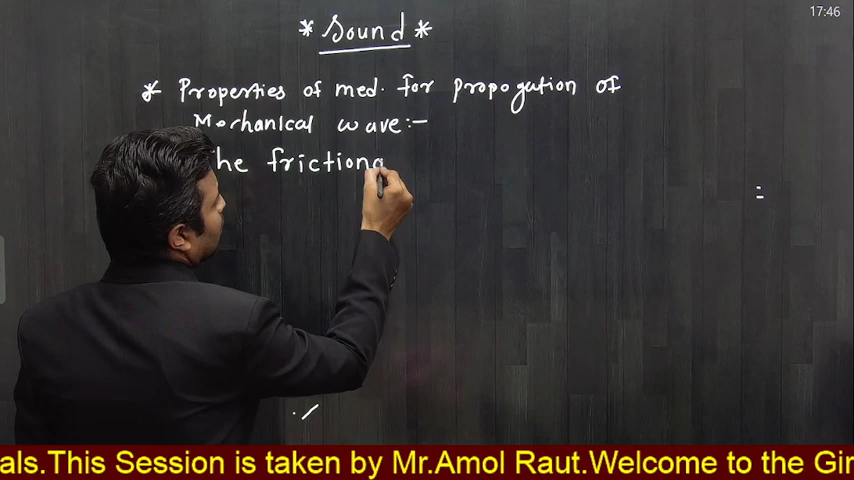 17:46
* Sound *
* Properties of med. for propogation of
Mechanical wave:-
he frictiona
als.This Session is taken by Mr.Amol Raut.Welcome to the Gir